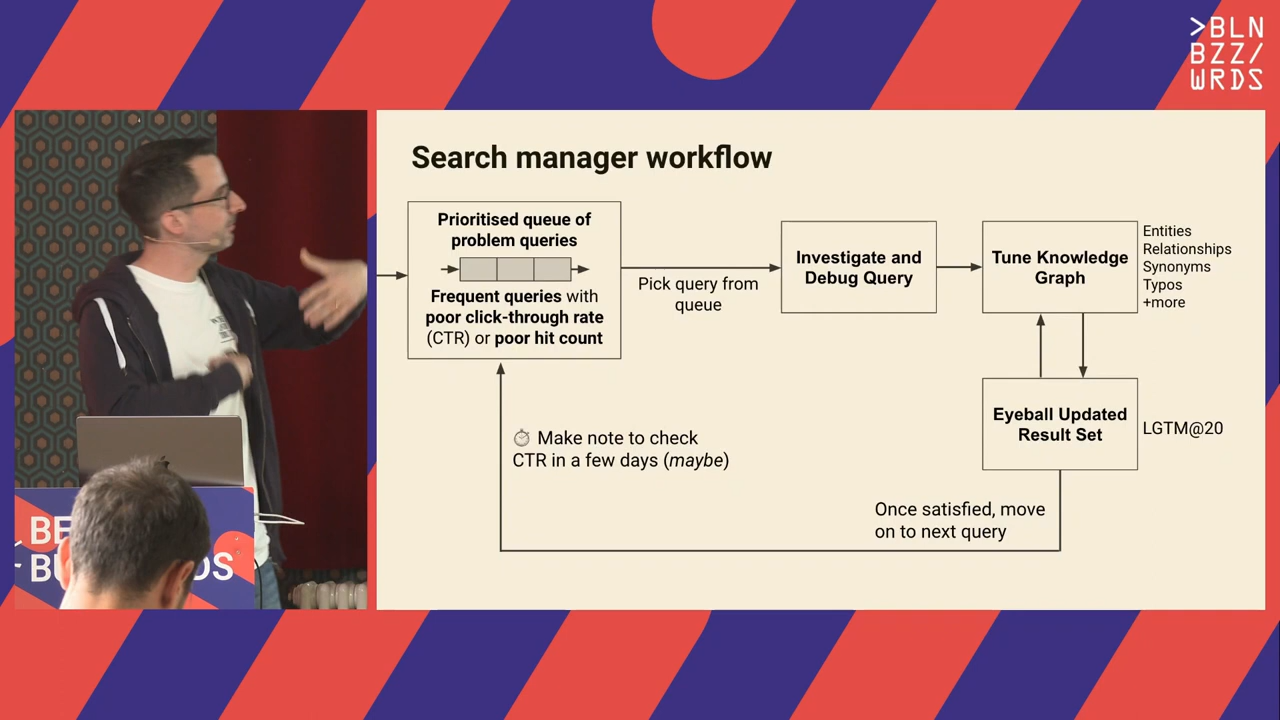 >BLN
BZZ/
WRDS
Search manager workflow
Prioritised queue of
problem queries
Frequent queries with
poor click-through rate
(CTR) or poor hit count
Pick query from
queue
Investigate and
Debug Query
Tune Knowledge
Graph
Entities
Relationships
Synonyms
Typos
+more
Eyeball Updated
Result Set
LGTM@20
⏱ Make note to check
CTR in a few days (maybe)
Once satisfied, move
on to next query
BE
BU DS